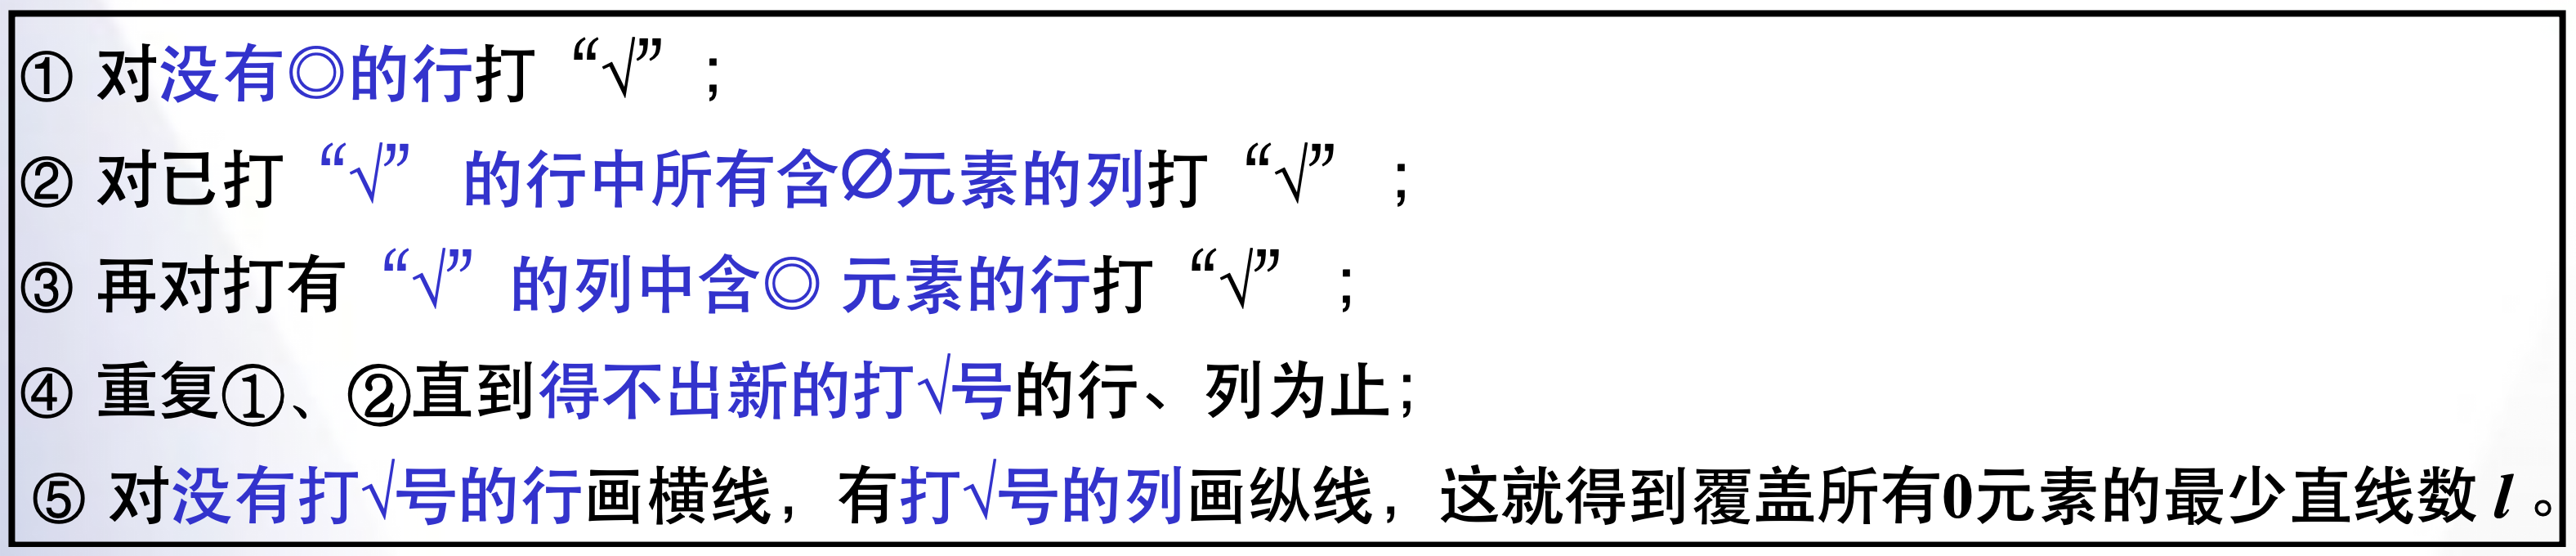 ① 对没有◎的行打“√”；
② 对已打“√” 的行中所有含∅元素的列打“√” ；
③ 再对打有“√”的列中含◎ 元素的行打“√” ；
④ 重复①、②直到得不出新的打√号的行、列为止；
⑤ 对没有打√号的行画横线，有打√号的列画纵线，这就得到覆盖所有0元素的最少直线数 l 。